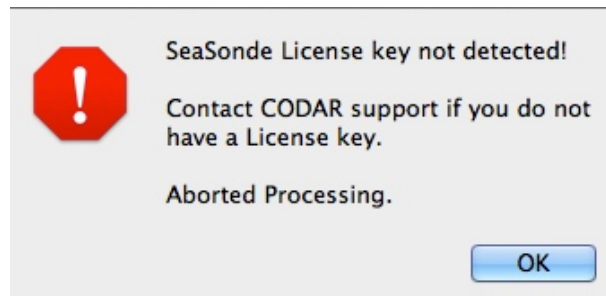 SeaSonde License key not detected!
Contact CODAR support if you do not
have a License key.
Aborted Processing.
OK